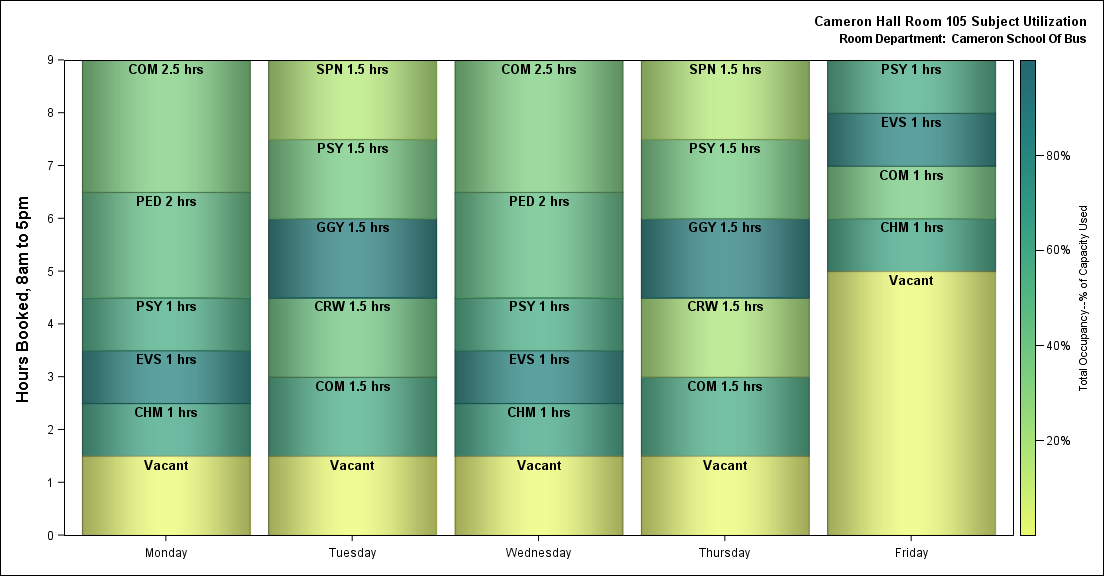 Cameron Hall Room 105 Subject Utilization
Room Department: Cameron School Of Bus
Hours Booked, 8am to 5pm
9
8
7
6
5
4
3
2
1
0
COM 2.5 hrs
PED 2 hrs
PSY 1 hrs
EVS 1 hrs
CHM 1 hrs
Vacant
Monday
SPN 1.5 hrs
PSY 1.5 hrs
GGY 1.5 hrs
CRW 1.5 hrs
COM 1.5 hrs
Vacant
Tuesday
COM 2.5 hrs
PED 2 hrs
PSY 1 hrs
EVS 1 hrs
CHM 1 hrs
Vacant
Wednesday
SPN 1.5 hrs
PSY 1.5 hrs
GGY 1.5 hrs
CRW 1.5 hrs
COM 1.5 hrs
Vacant
Thursday
PSY 1 hrs
EVS 1 hrs
COM 1 hrs
CHM 1 hrs
Vacant
Friday
80%
60%
40%
20%
Total Occupancy--% of Capacity Used